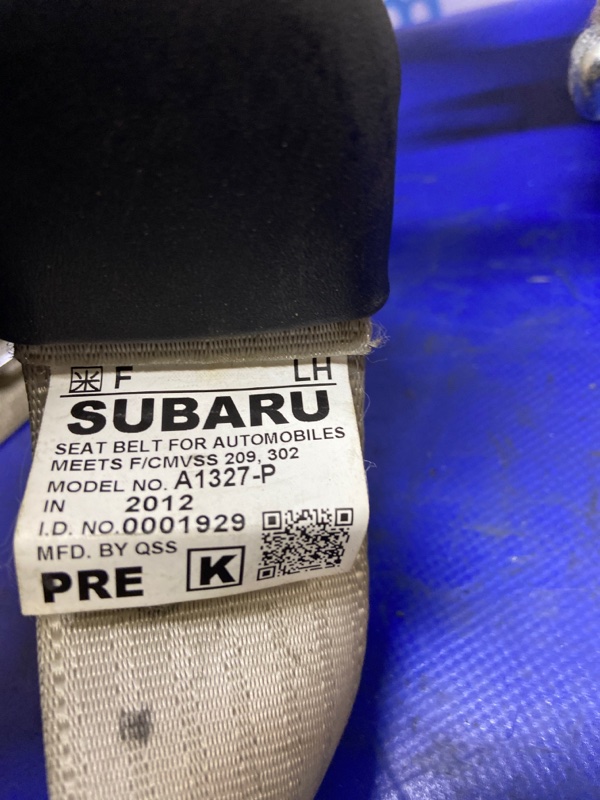 米 F LH
SUBARU
SEAT BELT FOR AUTOMOBILES
MEETS F/CMVSS 209, 302
MODEL NO. A1327-P
IN 2012
I.D. NO.0001929
MFD. BY QSS
PRE K